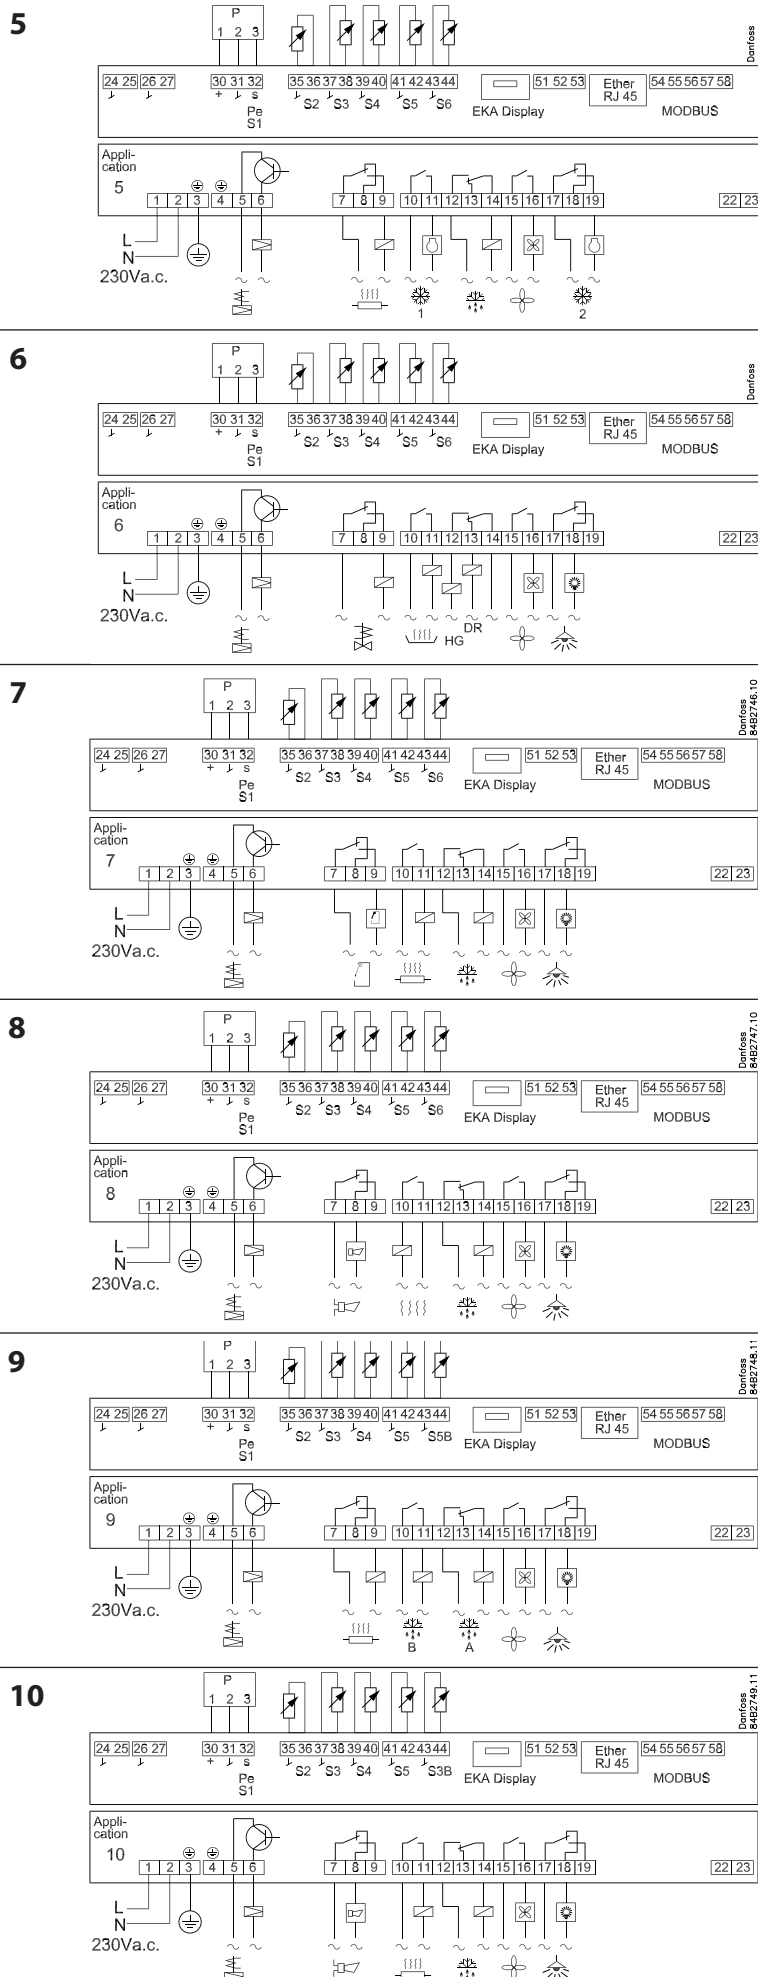 5
P
1 2 3
Danfoss
24 25 26 27 30 31 32 35 36 37 38 39 40 41 42 43 44 51 52 53 Ether RJ 45 54 55 56 57 58
+ s S2 S3 S4 S5 S6
Pe
S1
EKA Display
MODBUS
Appli-
cation
5
1 2 3 4 5 6 7 8 9 10 11 12 13 14 15 16 17 18 19 22 23
L
N
230Va.c.
1 2
6
P
1 2 3
Danfoss
24 25 26 27 30 31 32 35 36 37 38 39 40 41 42 43 44 51 52 53 Ether RJ 45 54 55 56 57 58
+ s S2 S3 S4 S5 S6
Pe
S1
EKA Display
MODBUS
Appli-
cation
6
1 2 3 4 5 6 7 8 9 10 11 12 13 14 15 16 17 18 19 22 23
L
N
230Va.c.
HG DR
7
P
1 2 3
Danfoss
84B2746.10
24 25 26 27 30 31 32 35 36 37 38 39 40 41 42 43 44 51 52 53 Ether RJ 45 54 55 56 57 58
+ s S2 S3 S4 S5 S6
Pe
S1
EKA Display
MODBUS
Appli-
cation
7
1 2 3 4 5 6 7 8 9 10 11 12 13 14 15 16 17 18 19 22 23
L
N
230Va.c.
8
P
1 2 3
Danfoss
84B2747.10
24 25 26 27 30 31 32 35 36 37 38 39 40 41 42 43 44 51 52 53 Ether RJ 45 54 55 56 57 58
+ s S2 S3 S4 S5 S6
Pe
S1
EKA Display
MODBUS
Appli-
cation
8
1 2 3 4 5 6 7 8 9 10 11 12 13 14 15 16 17 18 19 22 23
L
N
230Va.c.
9
P
1 2 3
Danfoss
84B2748.11
24 25 26 27 30 31 32 35 36 37 38 39 40 41 42 43 44 51 52 53 Ether RJ 45 54 55 56 57 58
+ s S2 S3 S4 S5 S5B
Pe
S1
EKA Display
MODBUS
Appli-
cation
9
1 2 3 4 5 6 7 8 9 10 11 12 13 14 15 16 17 18 19 22 23
L
N
230Va.c.
B A
10
P
1 2 3
Danfoss
84B2749.11
24 25 26 27 30 31 32 35 36 37 38 39 40 41 42 43 44 51 52 53 Ether RJ 45 54 55 56 57 58
+ s S2 S3 S4 S5 S3B
Pe
S1
EKA Display
MODBUS
Appli-
cation
10
1 2 3 4 5 6 7 8 9 10 11 12 13 14 15 16 17 18 19 22 23
L
N
230Va.c.